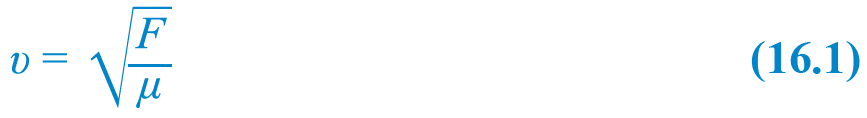 υ = √(F/μ) (16.1)